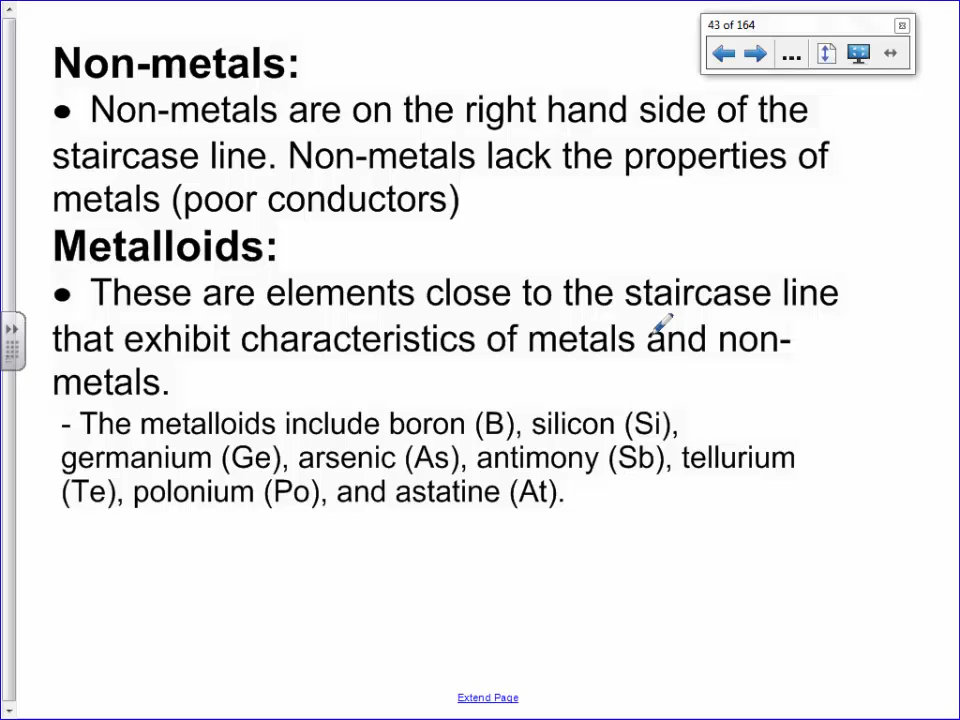 43 of 164
Non-metals:
● Non-metals are on the right hand side of the
staircase line. Non-metals lack the properties of
metals (poor conductors)
Metalloids:
● These are elements close to the staircase line
that exhibit characteristics of metals and non-
metals.
- The metalloids include boron (B), silicon (Si),
germanium (Ge), arsenic (As), antimony (Sb), tellurium
(Te), polonium (Po), and astatine (At).
Extend Page